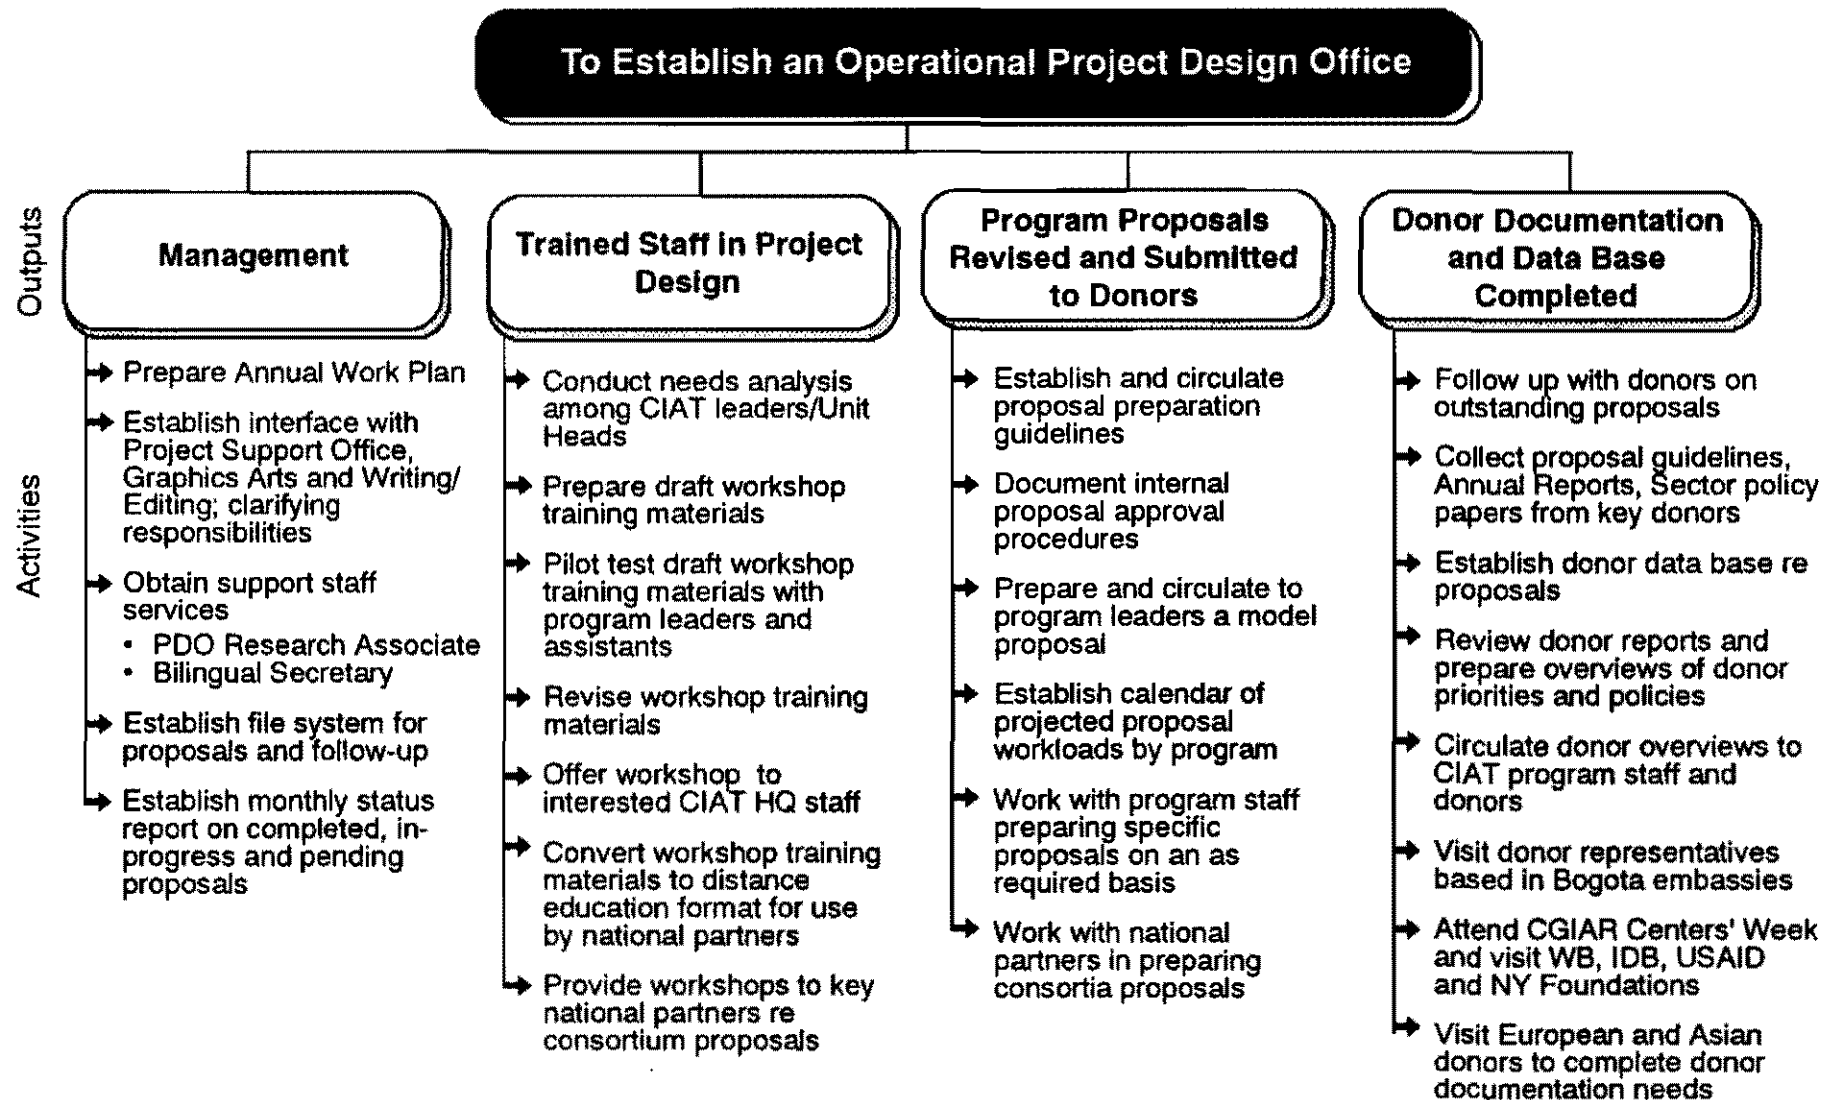 To Establish an Operational Project Design Office
Outputs
Management
Trained Staff in Project
Design
Program Proposals
Revised and Submitted
to Donors
Donor Documentation
and Data Base
Completed
Activities
Prepare Annual Work Plan
Establish interface with
Project Support Office,
Graphics Arts and Writing/
Editing; clarifying
responsibilities
Obtain support staff
services
• PDO Research Associate
• Bilingual Secretary
Establish file system for
proposals and follow-up
Establish monthly status
report on completed, in-
progress and pending
proposals
Conduct needs analysis
among CIAT leaders/Unit
Heads
Prepare draft workshop
training materials
Pilot test draft workshop
training materials with
program leaders and
assistants
Revise workshop training
materials
Offer workshop to
interested CIAT HQ staff
Convert workshop training
materials to distance
education format for use
by national partners
Provide workshops to key
national partners re
consortium proposals
Establish and circulate
proposal preparation
guidelines
Document internal
proposal approval
procedures
Prepare and circulate to
program leaders a model
proposal
Establish calendar of
projected proposal
workloads by program
Work with program staff
preparing specific
proposals on an as
required basis
Work with national
partners in preparing
consortia proposals
Follow up with donors on
outstanding proposals
Collect proposal guidelines,
Annual Reports, Sector policy
papers from key donors
Establish donor data base re
proposals
Review donor reports and
prepare overviews of donor
priorities and policies
Circulate donor overviews to
CIAT program staff and
donors
Visit donor representatives
based in Bogota embassies
Attend CGIAR Centers' Week
and visit WB, IDB, USAID
and NY Foundations
Visit European and Asian
donors to complete donor
documentation needs